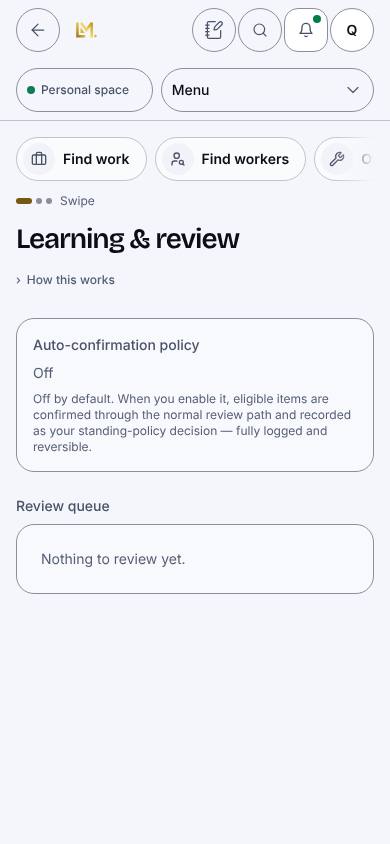 LM.
Q
Personal space
Menu
Find work
Find workers
Swipe
Learning & review
› How this works
Auto-confirmation policy
Off
Off by default. When you enable it, eligible items are
confirmed through the normal review path and recorded
as your standing-policy decision — fully logged and
reversible.
Review queue
Nothing to review yet.